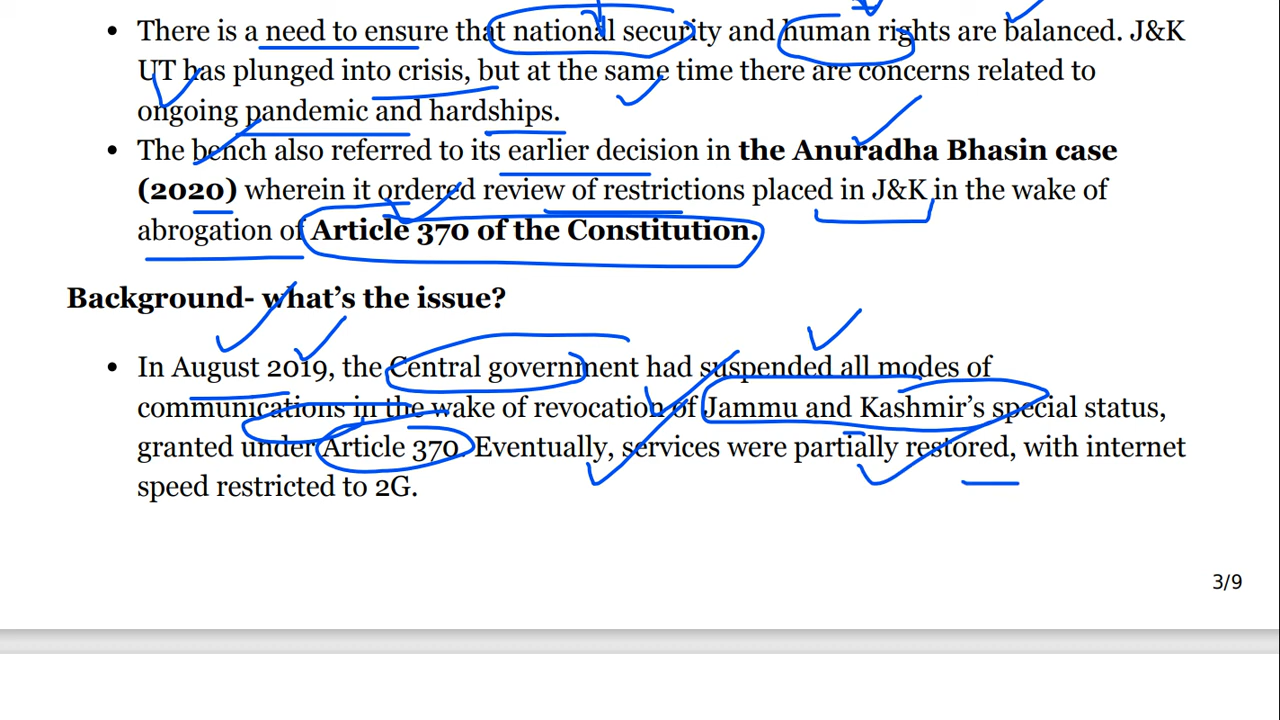 • There is a need to ensure that national security and human rights are balanced. J&K
UT has plunged into crisis, but at the same time there are concerns related to
ongoing pandemic and hardships.
• The bench also referred to its earlier decision in the Anuradha Bhasin case
(2020) wherein it ordered review of restrictions placed in J&K in the wake of
abrogation of Article 370 of the Constitution.
Background- what's the issue?
• In August 2019, the Central government had suspended all modes of
communications in the wake of revocation of Jammu and Kashmir's special status,
granted under Article 370. Eventually, services were partially restored, with internet
speed restricted to 2G.
3/9